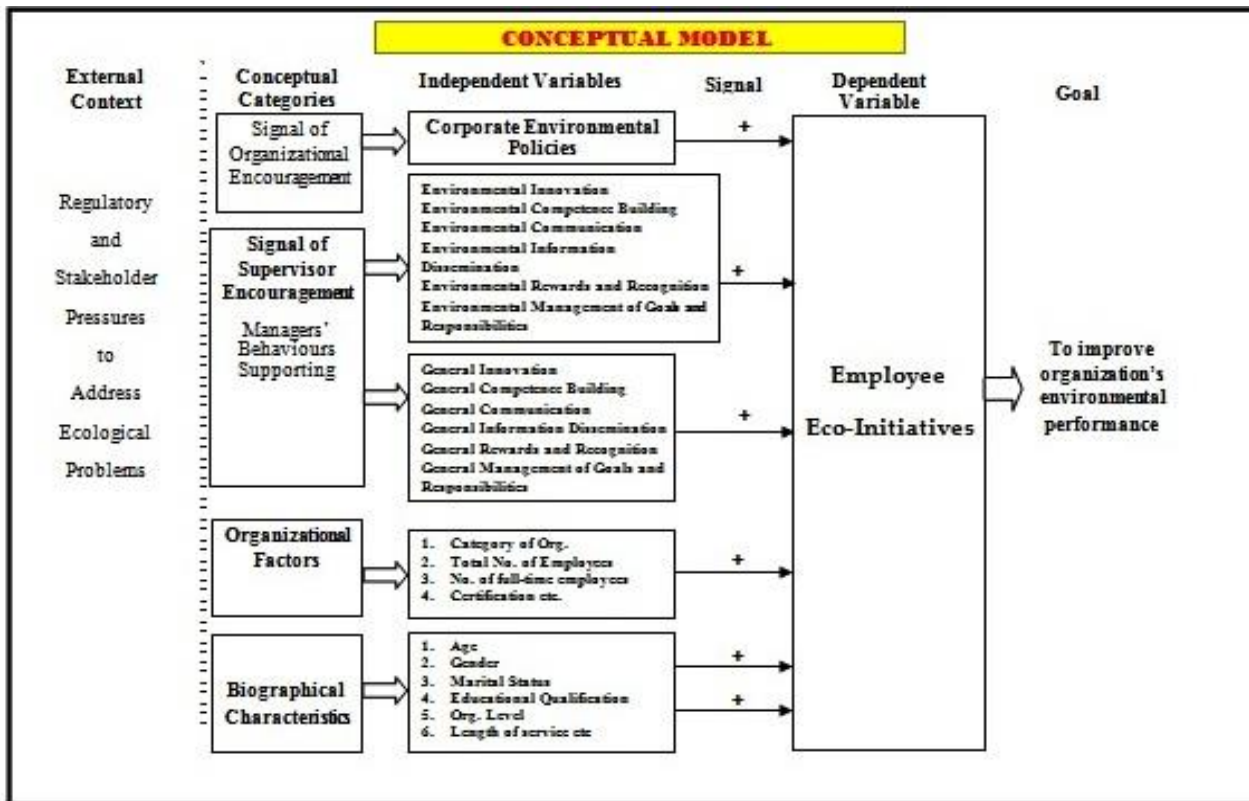 CONCEPTUAL MODEL
External
Context
Conceptual
Categories
Independent Variables
Signal
Dependent
Variable
Goal
Regulatory
and
Stakeholder
Pressures
to
Address
Ecological
Problems
Signal of
Organizational
Encouragement
Corporate Environmental
Policies
+
Signal of
Supervisor
Encouragement
Managers'
Behaviours
Supporting
Environmental Innovation
Environmental Competence Building
Environmental Communication
Environmental Information
Dissemination
Environmental Rewards and Recognition
Environmental Management of Goals and
Responsibilities
+
General Innovation
General Competence Building
General Communication
General Information Dissemination
General Rewards and Recognition
General Management of Goals and
Responsibilities
+
Organizational
Factors
1. Category of Org.
2. Total No. of Employees
3. No. of full-time employees
4. Certification etc.
+
Biographical
Characteristics
1. Age
2. Gender
3. Marital Status
4. Educational Qualification
5. Org. Level
6. Length of service etc
+
+
Employee
Eco-Initiatives
To improve
organization's
environmental
performance